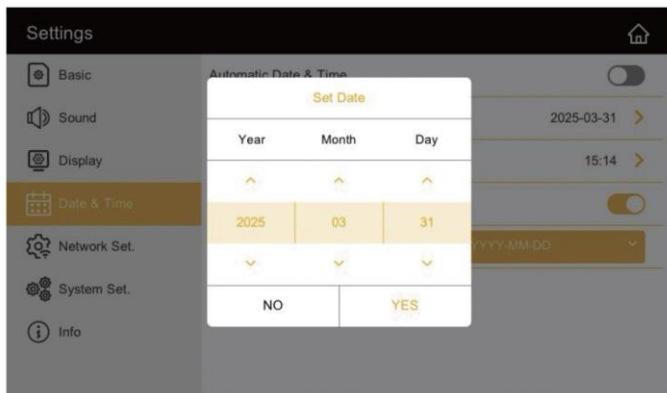 Settings
Basic
Automatic Date & Time
Set Date
Sound
2025-03-31
Year Month Day
Display
15:14
Date & Time
2025 03 31
Network Set.
YYYY-MM-DD
System Set.
NO YES
Info